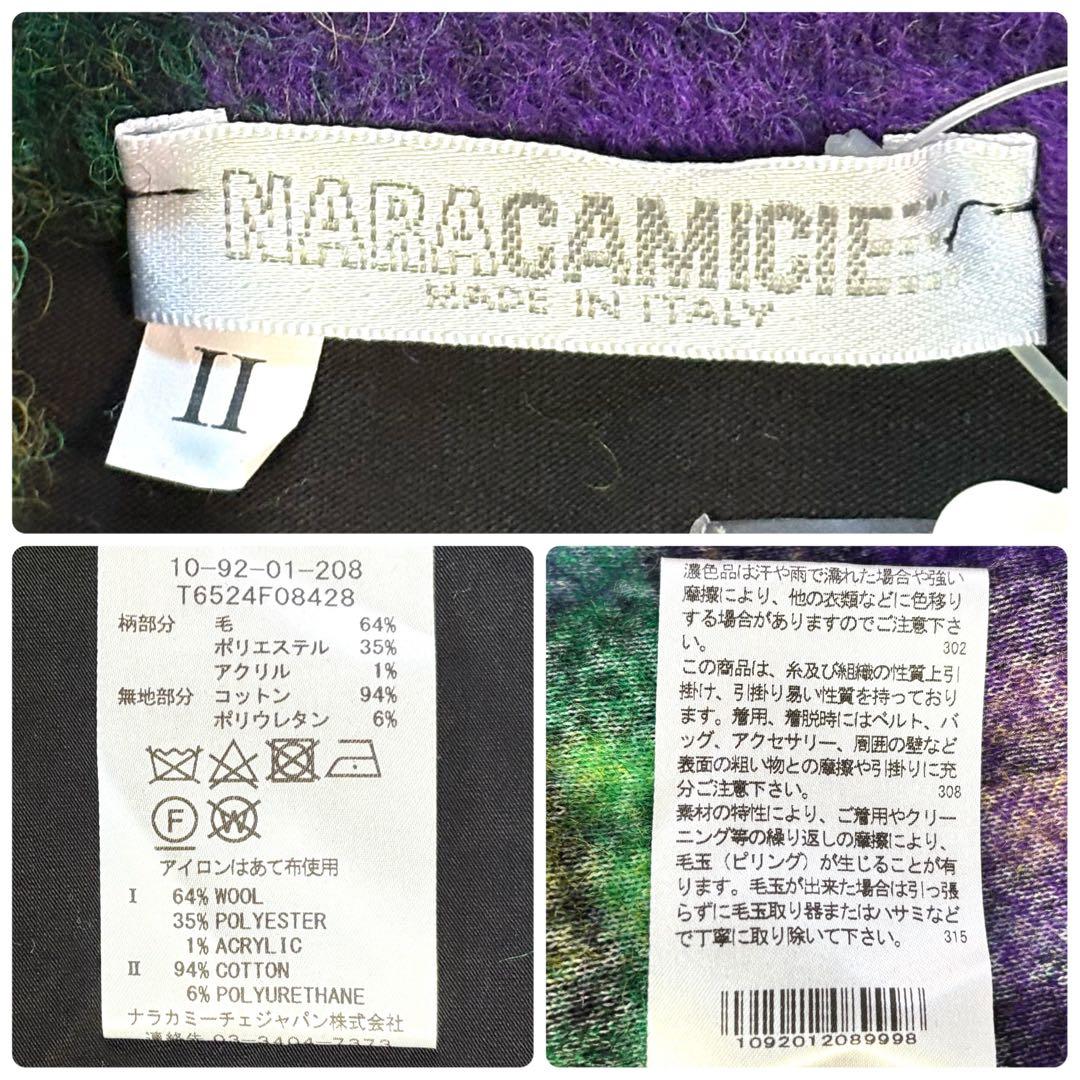 NARACAMICIE
MADE IN ITALY
II
10-92-01-208
T6524F08428
柄部分 毛 64%
ポリエステル 35%
アクリル 1%
無地部分 コットン 94%
ポリウレタン 6%
F W
アイロンはあて布使用
I 64% WOOL
35% POLYESTER
1% ACRYLIC
II 94% COTTON
6% POLYURETHANE
ナラカミーチェジャパン株式会社
連絡先 03-3404-7373
濃色品は汗や雨で濡れた場合や強い
摩擦により、他の衣類などに色移り
する場合がありますのでご注意下さ
い。 302
この商品は、糸及び組織の性質上引
掛け、引掛り易い性質を持っており
ます。着用、着脱時にはベルト、バ
ッグ、アクセサリー、周囲の壁など
表面の粗い物との摩擦や引掛りに充
分ご注意下さい。 308
素材の特性により、ご着用やクリー
ニング等の繰り返しの摩擦により、
毛玉（ピリング）が生じることが有
ります。毛玉が出来た場合は引っ張
らずに毛玉取り器またはハサミなど
で丁寧に取り除いて下さい。 315
1092012089998